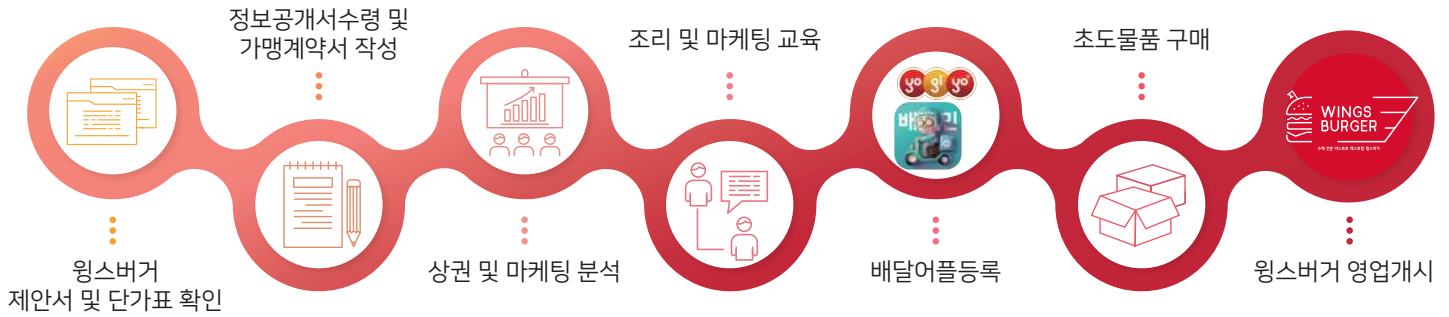 윙스버거
제안서 및 단가표 확인
정보공개서수령 및
가맹계약서 작성
상권 및 마케팅 분석
조리 및 마케팅 교육
yo gi yo
배달어플등록
초도물품 구매
WINGS
BURGER
윙스버거 영업개시